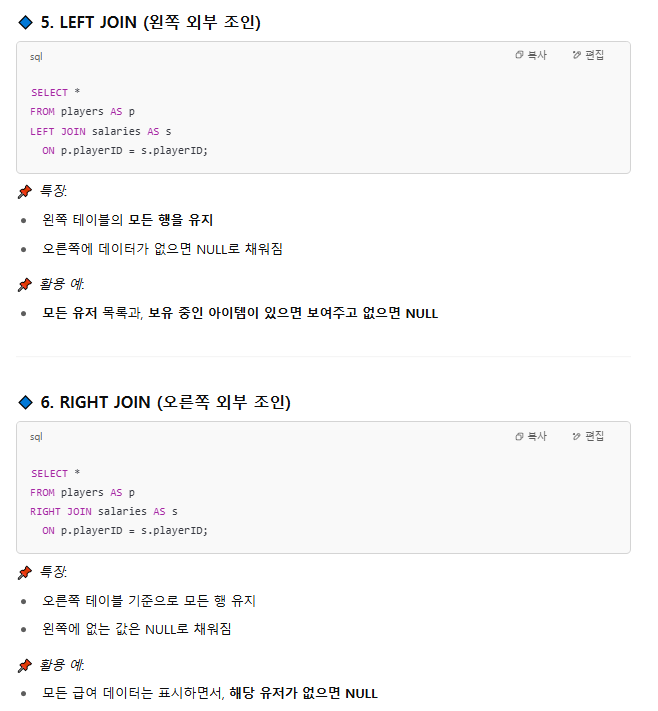 🔷 5. LEFT JOIN (왼쪽 외부 조인)
sql
복사
편집
SELECT *
FROM players AS p
LEFT JOIN salaries AS s
  ON p.playerID = s.playerID;
📌 특징:
• 왼쪽 테이블의 모든 행을 유지
• 오른쪽에 데이터가 없으면 NULL로 채워짐
📌 활용 예:
• 모든 유저 목록과, 보유 중인 아이템이 있으면 보여주고 없으면 NULL
🔷 6. RIGHT JOIN (오른쪽 외부 조인)
sql
복사
편집
SELECT *
FROM players AS p
RIGHT JOIN salaries AS s
  ON p.playerID = s.playerID;
📌 특징:
• 오른쪽 테이블 기준으로 모든 행 유지
• 왼쪽에 없는 값은 NULL로 채워짐
📌 활용 예:
• 모든 급여 데이터는 표시하면서, 해당 유저가 없으면 NULL